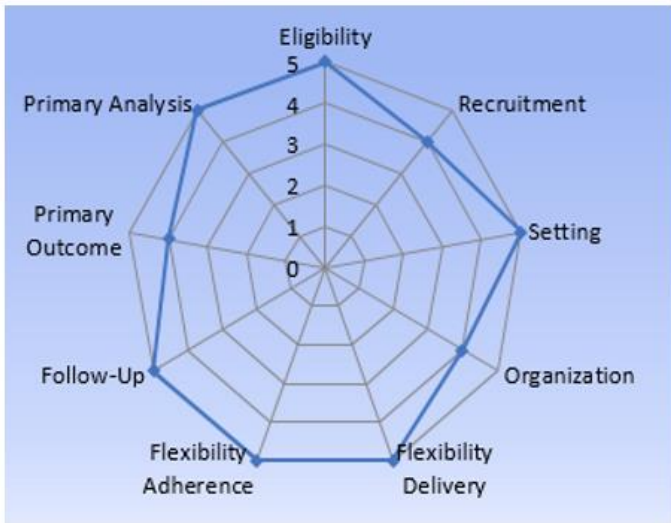 Eligibility
5
4
3
2
1
0
Primary Analysis
Recruitment
Primary
Outcome
Setting
Follow-Up
Organization
Flexibility
Adherence
Flexibility
Delivery